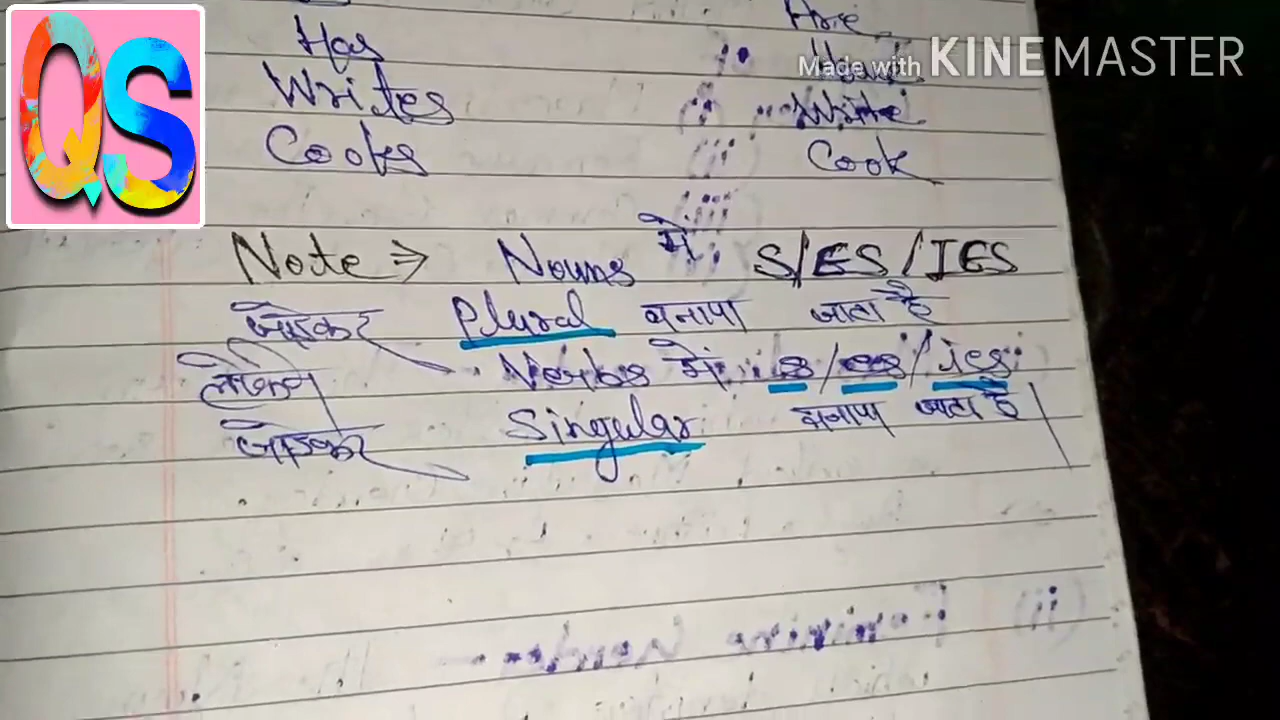 QS
Made with KINEMASTER
Are
Has
Writes Write
Cooks Cook
Note ⇒ Nouns में S/ES/IES
जोड़कर Plural बनाया जाता है
लेकिन Verbs में s/es/ies
जोड़कर Singular बनाया जाता है।